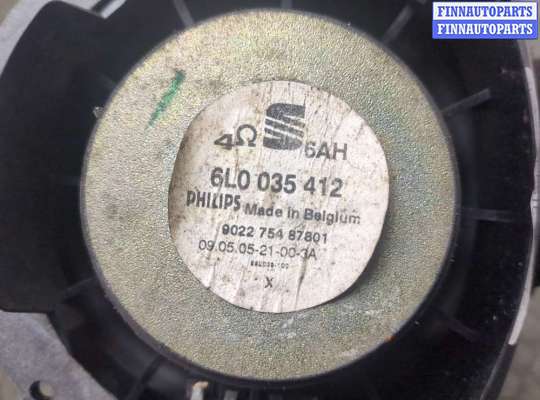 FINNAUTOPARTS
FINNAUTOPARTS
4Ω 6AH
6L0 035 412
PHILIPS Made in Belgium
9022 754 87801
09.05.05-21-00-3A
X